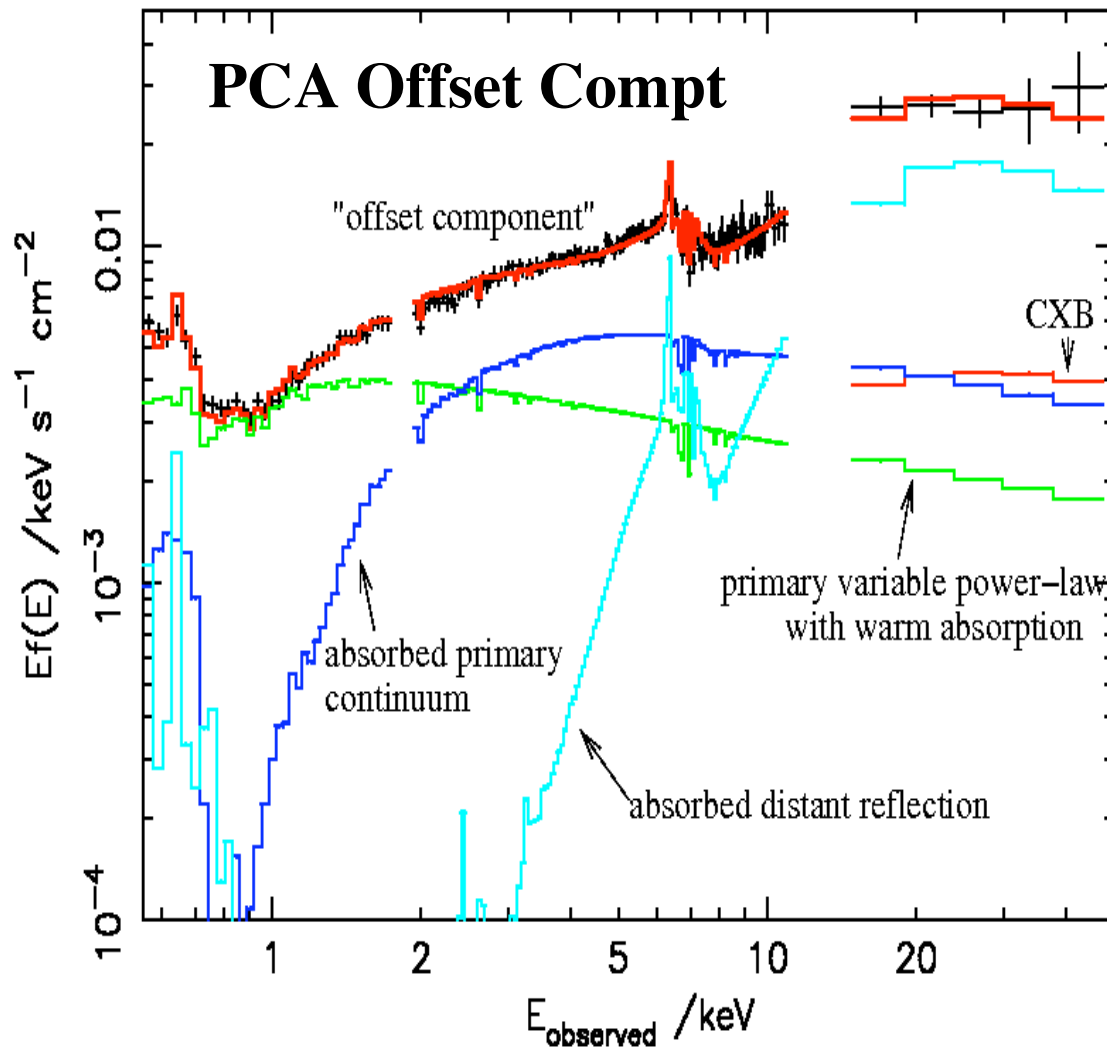 PCA Offset Compt
"offset component"
CXB
primary variable power–law
with warm absorption
absorbed primary
continuum
absorbed distant reflection
Ef(E) /keV s⁻¹ cm⁻²
0.01
10⁻³
10⁻⁴
1 2 5 10 20
E_observed /keV